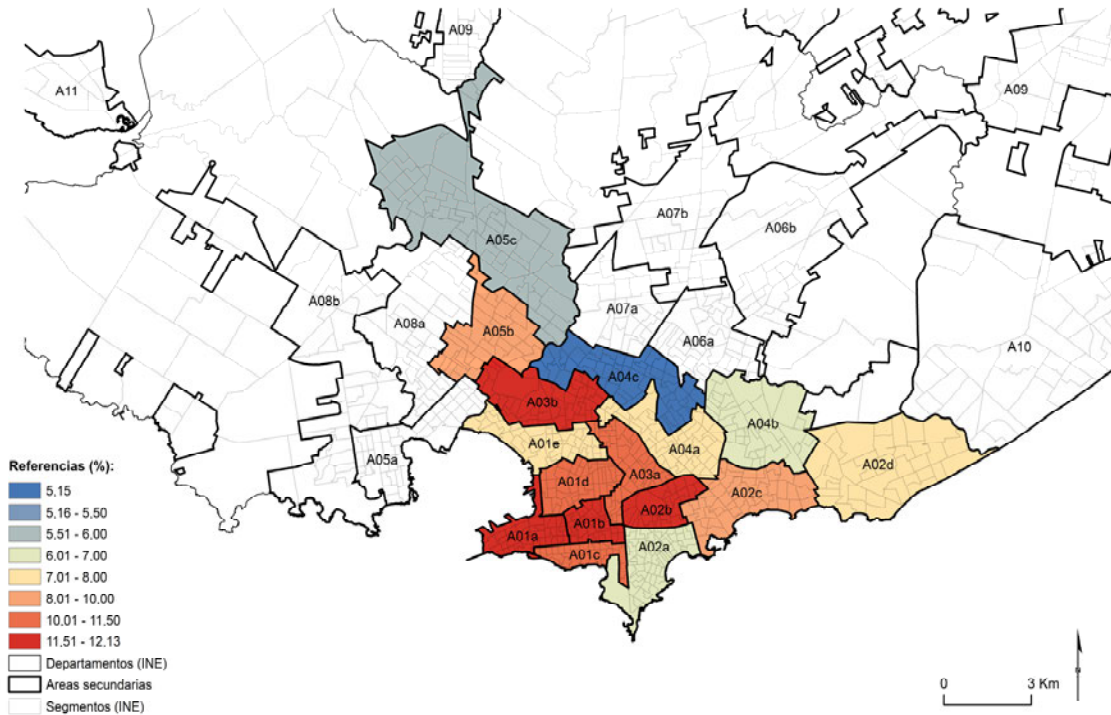 A09
A11
A09
A07b
A06b
A05c
A08b
A07a
A08a
A05b
A06a
A10
A04c
A03b
A04b
A01e
A04a
A05a
A02d
Referencias (%):
A01d
A03a
A02c
5,15
A02b
5,16 - 5,50
A01a
A01b
5.51 - 6.00
A01c
A02a
6.01 - 7.00
7.01 - 8.00
8.01 - 10.00
10.01 - 11.50
11.51 - 12.13
Departamentos (INE)
Areas secundarias
Segmentos (INE)
0 3 Km